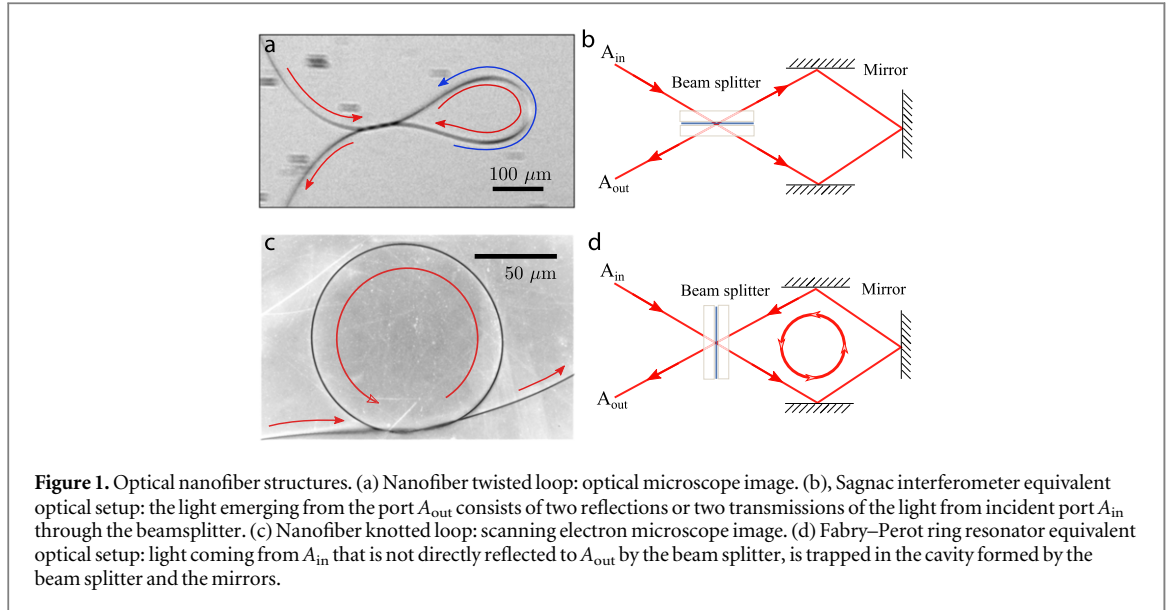 a
100 μm
b
A_in
Beam splitter
Mirror
A_out
c
50 μm
d
A_in
Beam splitter
Mirror
A_out
Figure 1. Optical nanofiber structures. (a) Nanofiber twisted loop: optical microscope image. (b), Sagnac interferometer equivalent
optical setup: the light emerging from the port A_out consists of two reflections or two transmissions of the light from incident port A_in
through the beamsplitter. (c) Nanofiber knotted loop: scanning electron microscope image. (d) Fabry–Perot ring resonator equivalent
optical setup: light coming from A_in that is not directly reflected to A_out by the beam splitter, is trapped in the cavity formed by the
beam splitter and the mirrors.